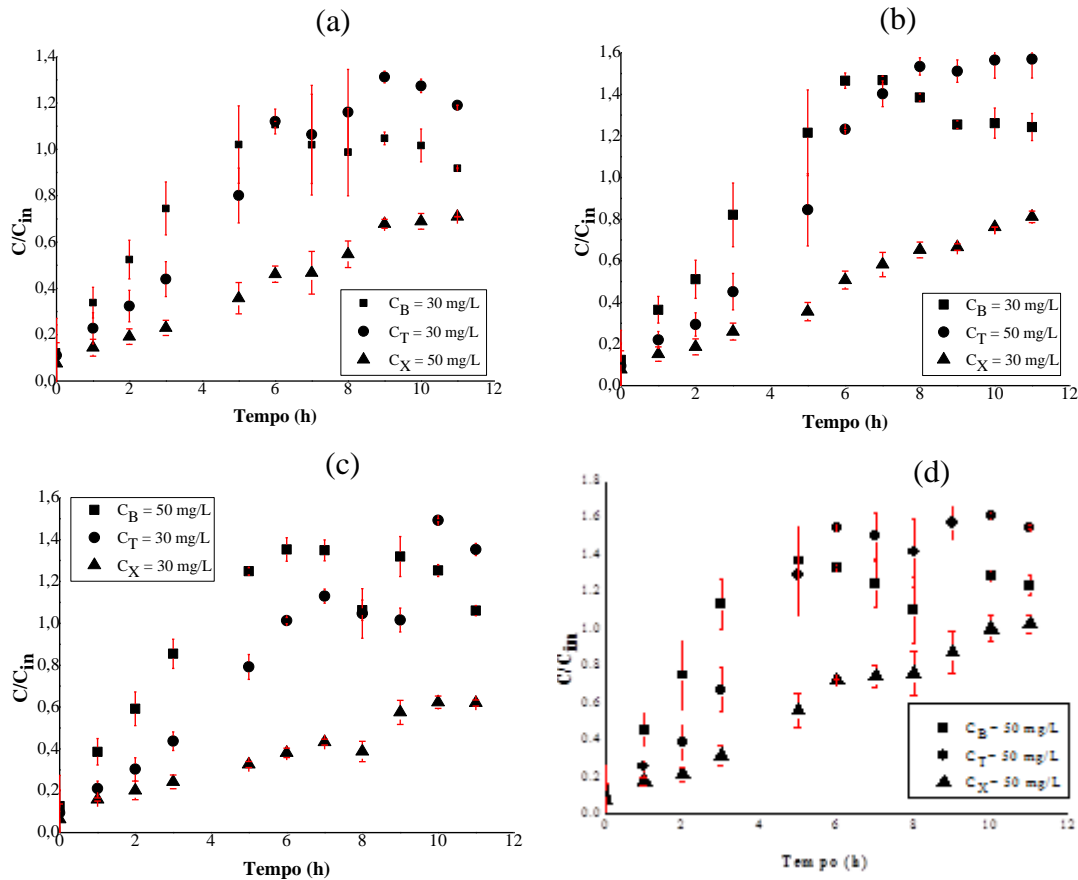 (a)
1,4
1,2
1,0
0,8
0,6
0,4
0,2
0,0
C/C_in
C_B = 30 mg/L
C_T = 30 mg/L
C_X = 50 mg/L
0 2 4 6 8 10 12
Tempo (h)
(b)
1,6
1,4
1,2
1,0
0,8
0,6
0,4
0,2
0,0
C/C_in
C_B = 30 mg/L
C_T = 50 mg/L
C_X = 30 mg/L
0 2 4 6 8 10 12
Tempo (h)
(c)
C_B = 50 mg/L
C_T = 30 mg/L
C_X = 30 mg/L
1,6
1,4
1,2
1,0
0,8
0,6
0,4
0,2
0,0
C/C_in
0 2 4 6 8 10 12
Tempo (h)
(d)
1.8
1.6
1.4
1.2
1.0
0.8
0.6
0.4
0.2
0.0
C/C_in
C_B = 50 mg/L
C_T = 50 mg/L
C_X = 50 mg/L
0 2 4 6 8 10 12
Tempo (h)